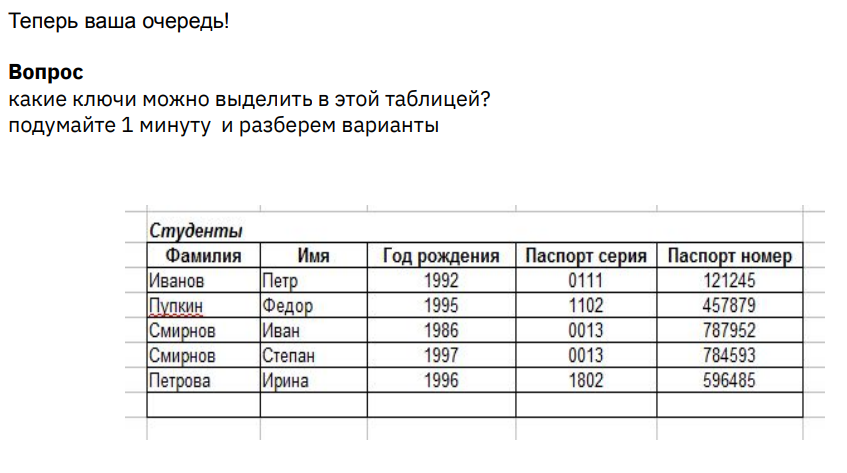 Теперь ваша очередь!
Вопрос
какие ключи можно выделить в этой таблицей?
подумайте 1 минуту и разберем варианты
Студенты
Фамилия Имя Год рождения Паспорт серия Паспорт номер
Иванов Петр 1992 0111 121245
Пупкин Федор 1995 1102 457879
Смирнов Иван 1986 0013 787952
Смирнов Степан 1997 0013 784593
Петрова Ирина 1996 1802 596485